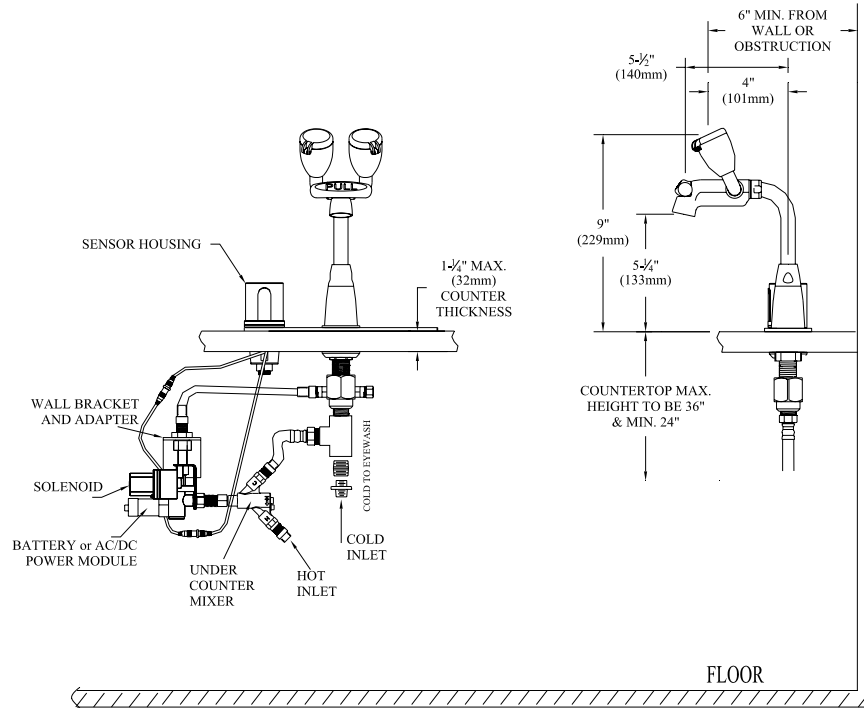 6" MIN. FROM
WALL OR
OBSTRUCTION
5-½"
(140mm)
4"
(101mm)
PULL
9"
(229mm)
SENSOR HOUSING
1-¼" MAX.
(32mm)
COUNTER
THICKNESS
5-¼"
(133mm)
WALL BRACKET
AND ADAPTER
COUNTERTOP MAX.
HEIGHT TO BE 36"
& MIN. 24"
SOLENOID
COLD TO EYEWASH
BATTERY or AC/DC
POWER MODULE
C
H
UNDER
COUNTER
MIXER
HOT
INLET
COLD
INLET
FLOOR